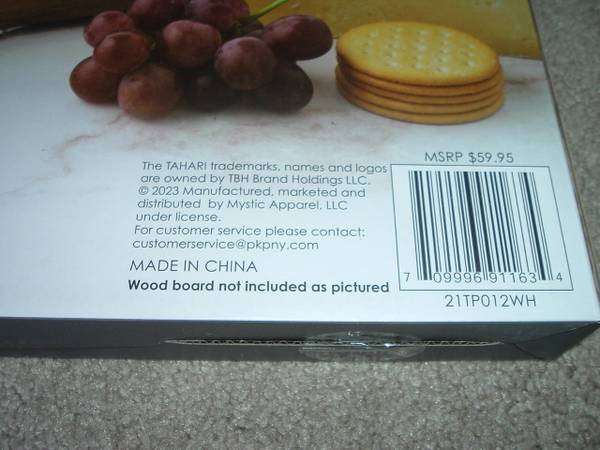 The TAHARI trademarks, names and logos
are owned by TBH Brand Holdings LLC.
© 2023 Manufactured, marketed and
distributed by Mystic Apparel, LLC
under license.
For customer service please contact:
customerservice@pkpny.com
MADE IN CHINA
Wood board not included as pictured
MSRP $59.95
7 09996 91163 4
21TP012WH